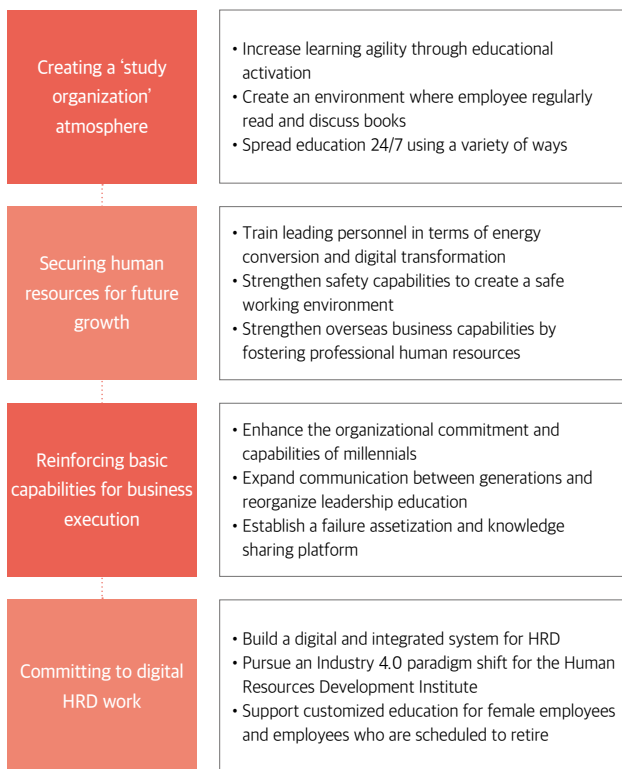 Creating a ‘study
organization’
atmosphere
• Increase learning agility through educational
activation
• Create an environment where employee regularly
read and discuss books
• Spread education 24/7 using a variety of ways
Securing human
resources for future
growth
• Train leading personnel in terms of energy
conversion and digital transformation
• Strengthen safety capabilities to create a safe
working environment
• Strengthen overseas business capabilities by
fostering professional human resources
Reinforcing basic
capabilities for business
execution
• Enhance the organizational commitment and
capabilities of millennials
• Expand communication between generations and
reorganize leadership education
• Establish a failure assetization and knowledge
sharing platform
Committing to digital
HRD work
• Build a digital and integrated system for HRD
• Pursue an Industry 4.0 paradigm shift for the Human
Resources Development Institute
• Support customized education for female employees
and employees who are scheduled to retire